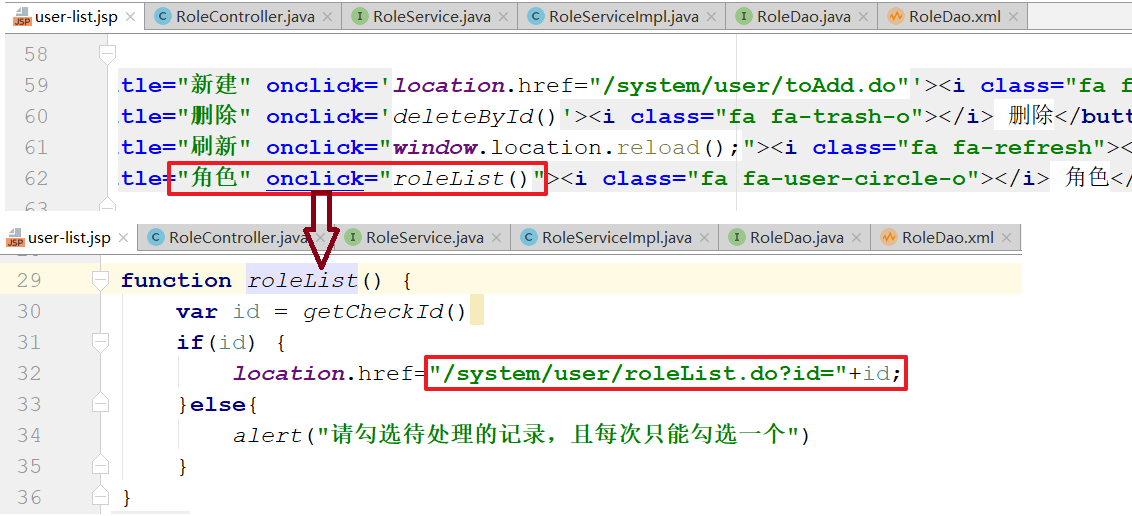 user-list.jsp × RoleController.java × RoleService.java × RoleServiceImpl.java × RoleDao.java × RoleDao.xml ×
58
59 itle="新建" onclick='location.href="/system/user/toAdd.do"'><i class="fa f
60 itle="删除" onclick='deleteById()'><i class="fa fa-trash-o"></i> 删除</butt
61 itle="刷新" onclick="window.location.reload();"><i class="fa fa-refresh"><
62 itle="角色" onclick="roleList()"><i class="fa fa-user-circle-o"></i> 角色</
63
user-list.jsp × RoleController.java × RoleService.java × RoleServiceImpl.java × RoleDao.java × RoleDao.xml ×
29 function roleList() {
30 var id = getCheckId()
31 if(id) {
32 location.href="/system/user/roleList.do?id="+id;
33 }else{
34 alert("请勾选待处理的记录，且每次只能勾选一个")
35 }
36 }